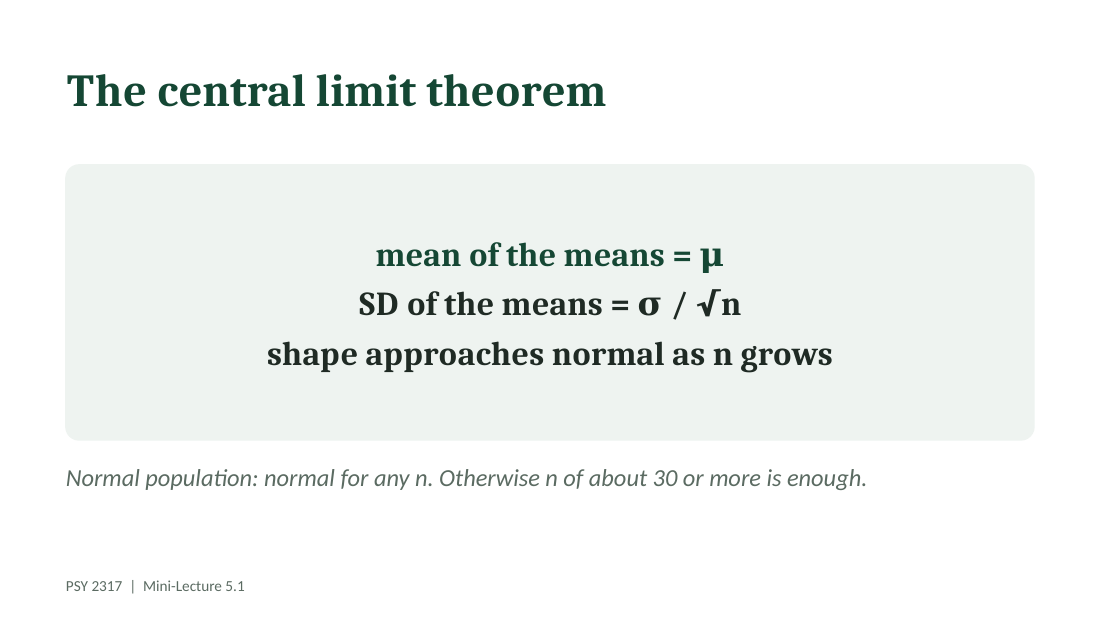 The central limit theorem
mean of the means = μ
SD of the means = σ / √n
shape approaches normal as n grows
Normal population: normal for any n. Otherwise n of about 30 or more is enough.
PSY 2317 | Mini-Lecture 5.1